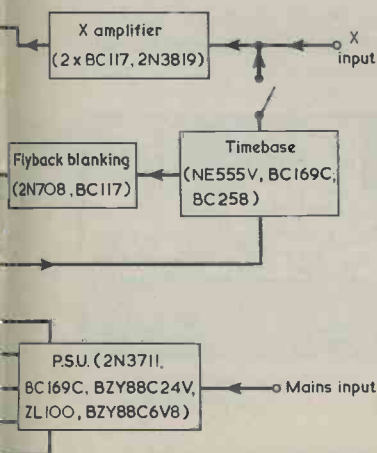 X amplifier
(2 x BC117, 2N3819)
X
input
Flyback blanking
(2N708, BC117)
Timebase
(NE555V, BC169C,
BC258)
P.S.U. (2N3711,
BC169C, BZY88C24V,
ZL100, BZY88C6V8)
Mains input